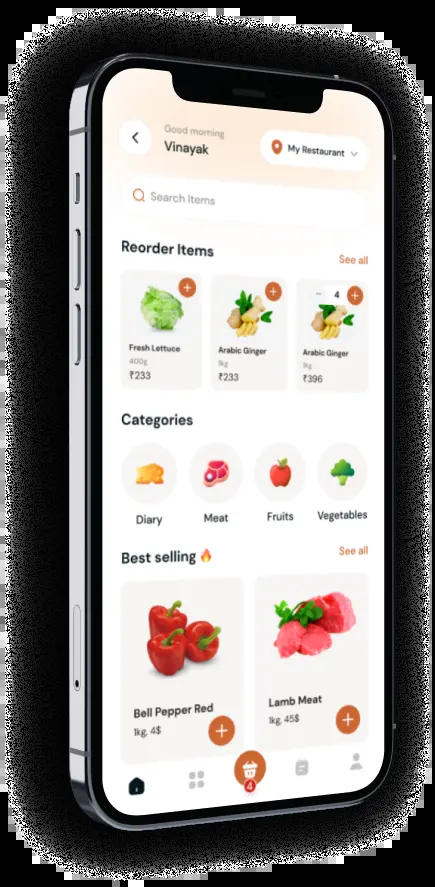 Good morning
Vinayak
My Restaurant
Search Items
Reorder Items
See all
Fresh Lettuce
400g
₹233
Arabic Ginger
1kg
₹233
4
Arabic Ginger
1kg
₹396
Categories
Diary
Meat
Fruits
Vegetables
Best selling
See all
Bell Pepper Red
1kg, 4$
Lamb Meat
1kg, 45$
4